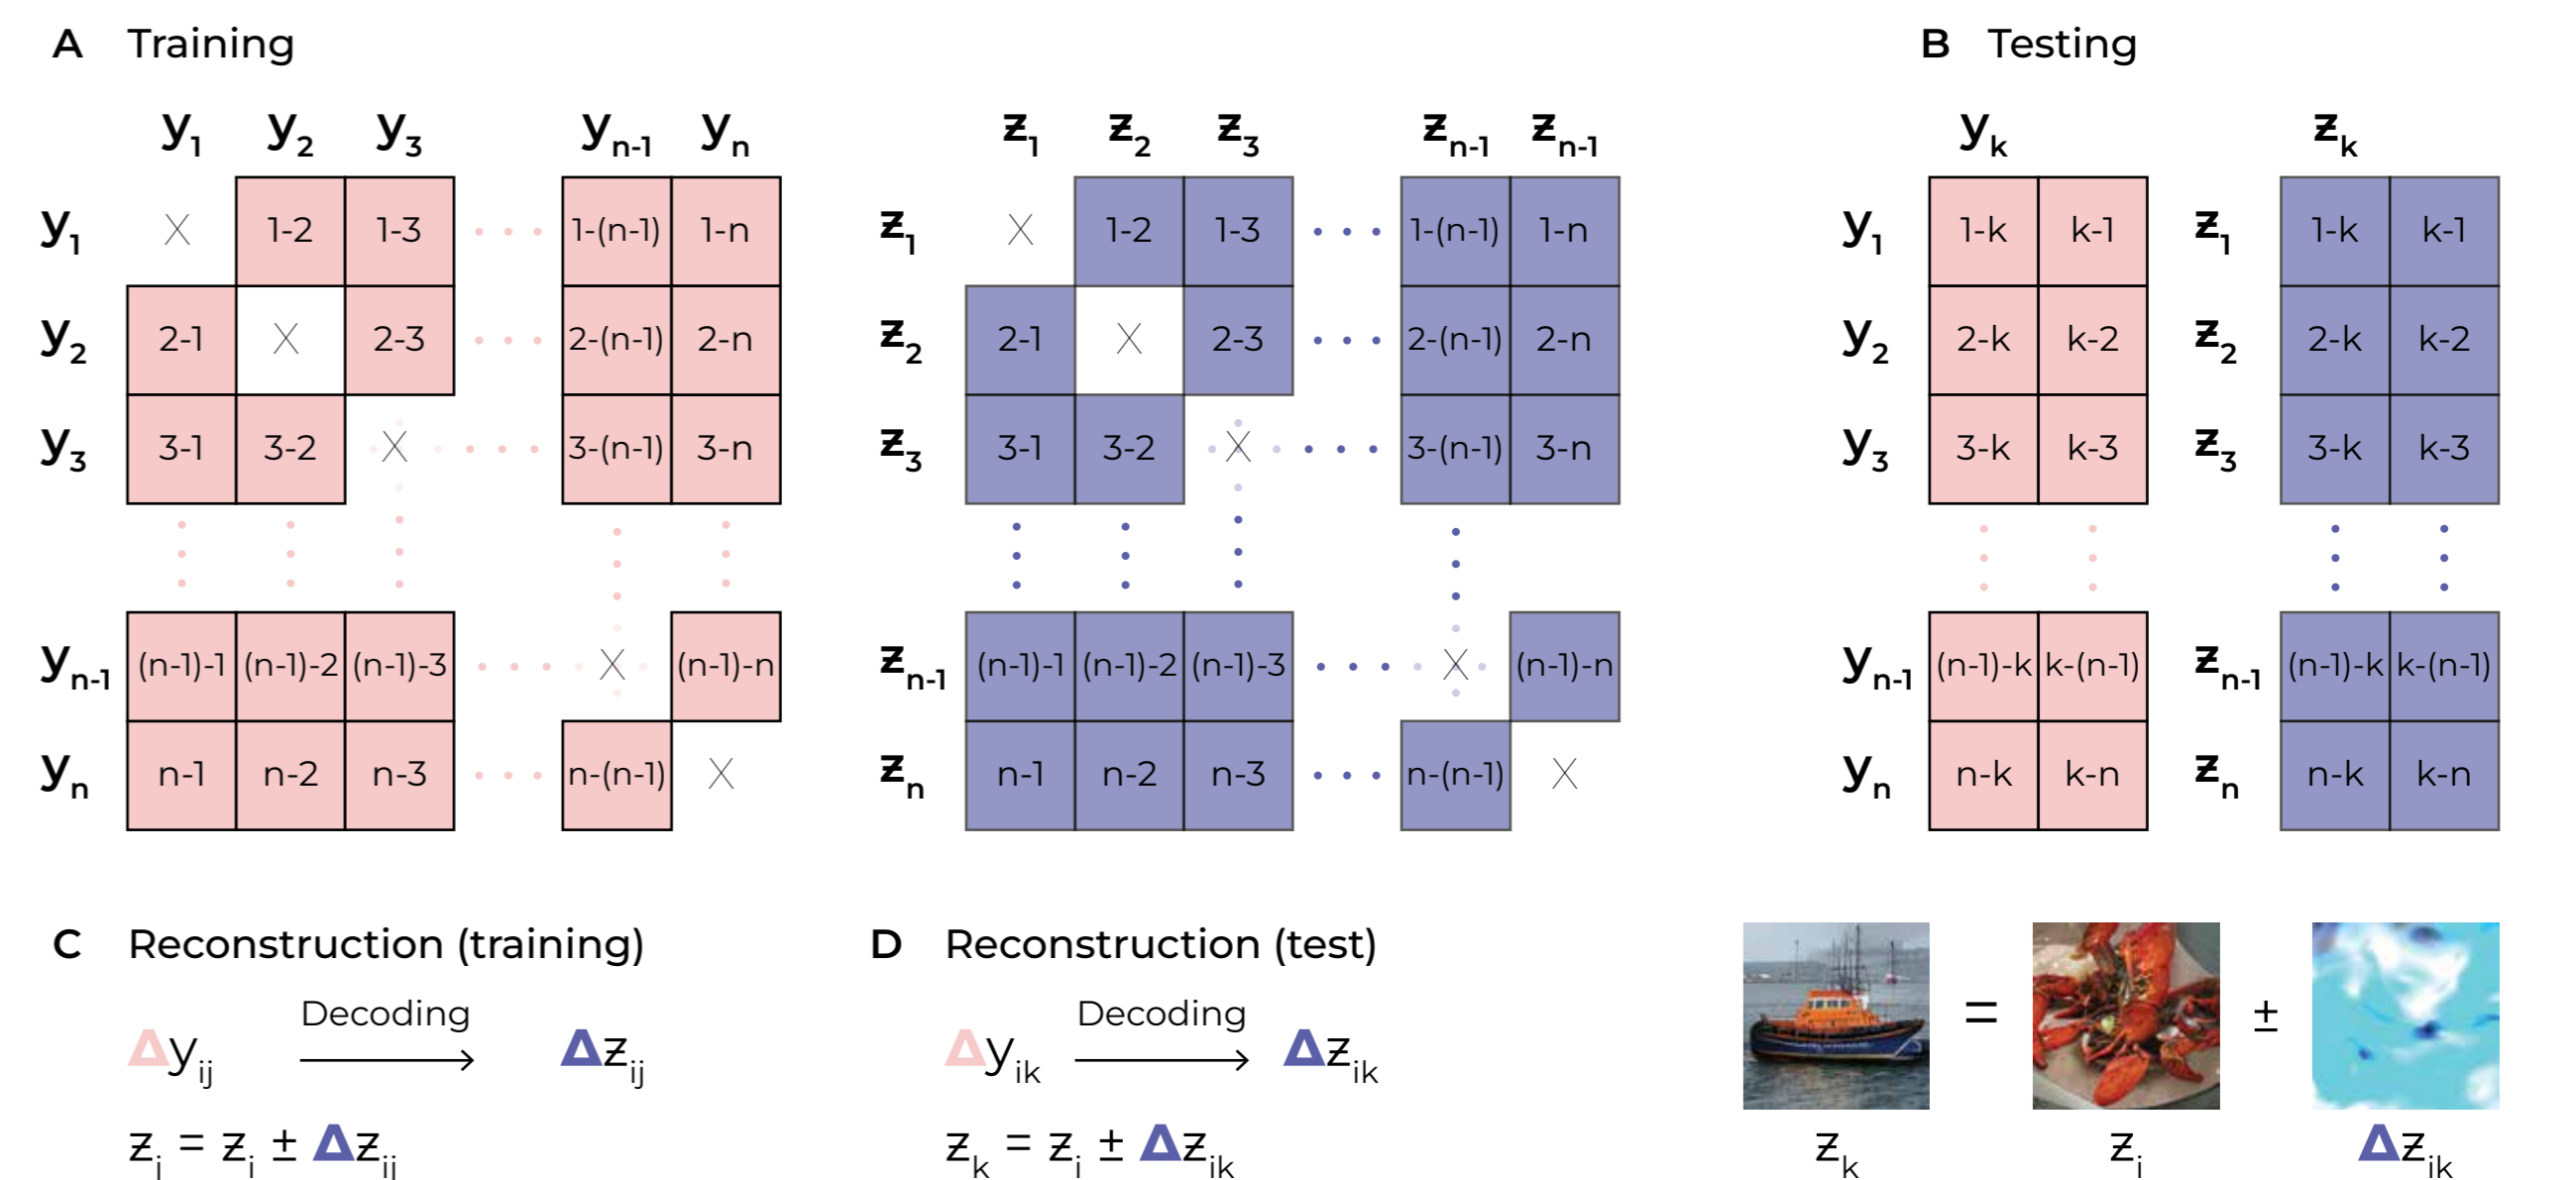 A Training
B Testing
y1 y2 y3 yn-1 yn
z1 z2 z3 zn-1 zn-1
yk zk
y1 X 1-2 1-3 ... 1-(n-1) 1-n
z1 X 1-2 1-3 ... 1-(n-1) 1-n
y1 1-k k-1 z1 1-k k-1
y2 2-1 X 2-3 ... 2-(n-1) 2-n
z2 2-1 X 2-3 ... 2-(n-1) 2-n
y2 2-k k-2 z2 2-k k-2
y3 3-1 3-2 X ... 3-(n-1) 3-n
z3 3-1 3-2 X ... 3-(n-1) 3-n
y3 3-k k-3 z3 3-k k-3
yn-1 (n-1)-1 (n-1)-2 (n-1)-3 ... X (n-1)-n
zn-1 (n-1)-1 (n-1)-2 (n-1)-3 ... X (n-1)-n
yn-1 (n-1)-k k-(n-1) zn-1 (n-1)-k k-(n-1)
yn n-1 n-2 n-3 ... n-(n-1) X
zn n-1 n-2 n-3 ... n-(n-1) X
yn n-k k-n zn n-k k-n
C Reconstruction (training)
Decoding
Δyij → Δzij
zj = zi ± Δzij
D Reconstruction (test)
Decoding
Δyik → Δzik
zk = zi ± Δzik
= ±
zk zi Δzik